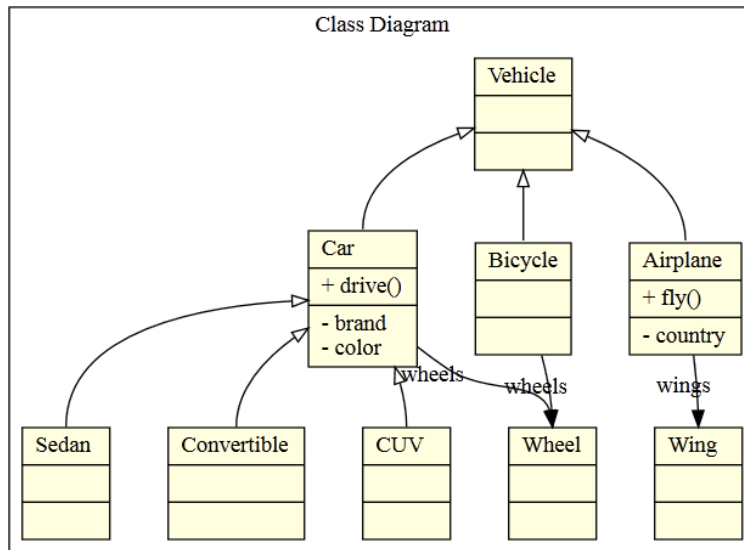 Class Diagram
Vehicle
Car
+ drive()
- brand
- color
Bicycle
Airplane
+ fly()
- country
wheels
wheels
wings
Sedan
Convertible
CUV
Wheel
Wing